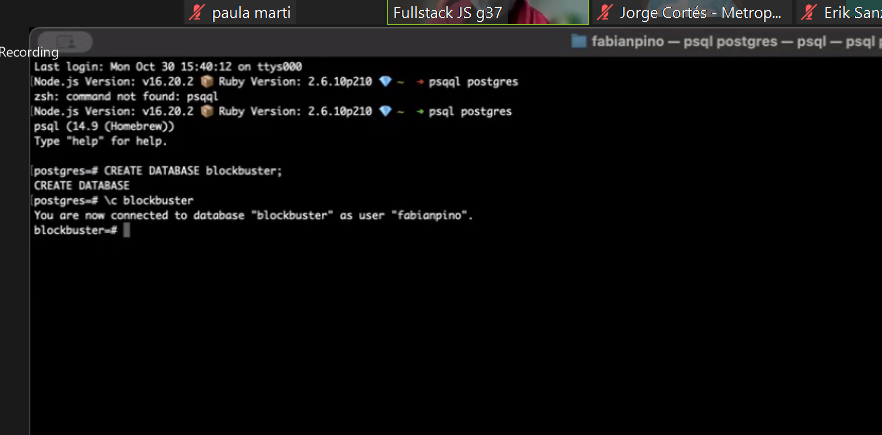 paula marti
Fullstack JS g37
Jorge Cortés - Metrop...
Erik San
Recording
fabianpino — psql postgres — psql — psql
Last login: Mon Oct 30 15:40:12 on ttys000
[Node.js Version: v16.20.2 📦 Ruby Version: 2.6.10p210 💎 ~ → psqql postgres
zsh: command not found: psqql
[Node.js Version: v16.20.2 📦 Ruby Version: 2.6.10p210 💎 ~ → psql postgres
psql (14.9 (Homebrew))
Type "help" for help.
[postgres=# CREATE DATABASE blockbuster;
CREATE DATABASE
[postgres=# \c blockbuster
You are now connected to database "blockbuster" as user "fabianpino".
blockbuster=#